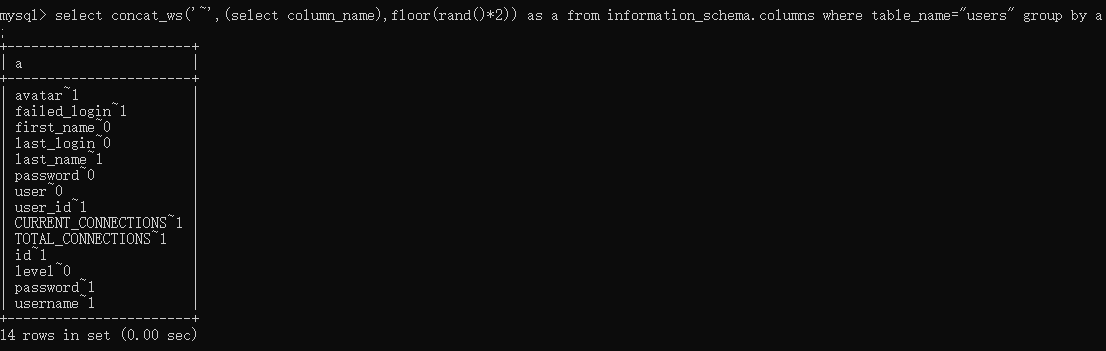 mysql> select concat_ws('~',(select column_name),floor(rand()*2)) as a from information_schema.columns where table_name="users" group by a
;
+-----------------------+
| a                     |
+-----------------------+
| avatar~1              |
| failed_login~1        |
| first_name~0          |
| last_login~0          |
| last_name~1           |
| password~0            |
| user~0                |
| user_id~1             |
| CURRENT_CONNECTIONS~1 |
| TOTAL_CONNECTIONS~1   |
| id~1                  |
| level~0               |
| password~1            |
| username~1            |
+-----------------------+
14 rows in set (0.00 sec)